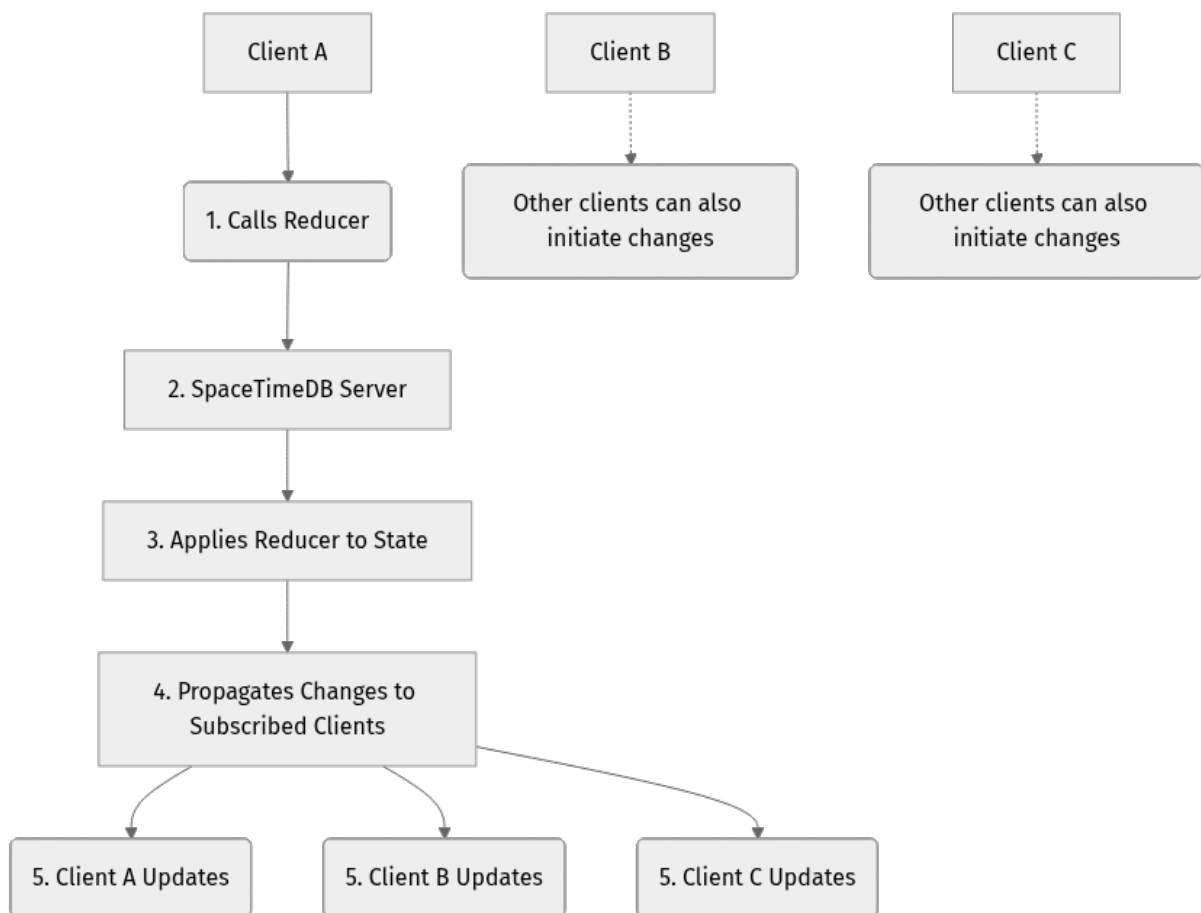 Client A
Client B
Client C
1. Calls Reducer
Other clients can also
initiate changes
Other clients can also
initiate changes
2. SpaceTimeDB Server
3. Applies Reducer to State
4. Propagates Changes to
Subscribed Clients
5. Client A Updates
5. Client B Updates
5. Client C Updates